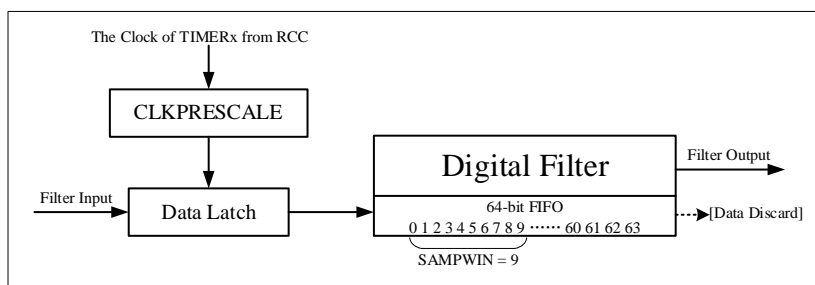 The Clock of TIMERx from RCC
CLKPRESCALE
Digital Filter
Filter Output
Filter Input
Data Latch
64-bit FIFO
0 1 2 3 4 5 6 7 8 9 ⋯⋯ 60 61 62 63
[Data Discard]
SAMPWIN = 9